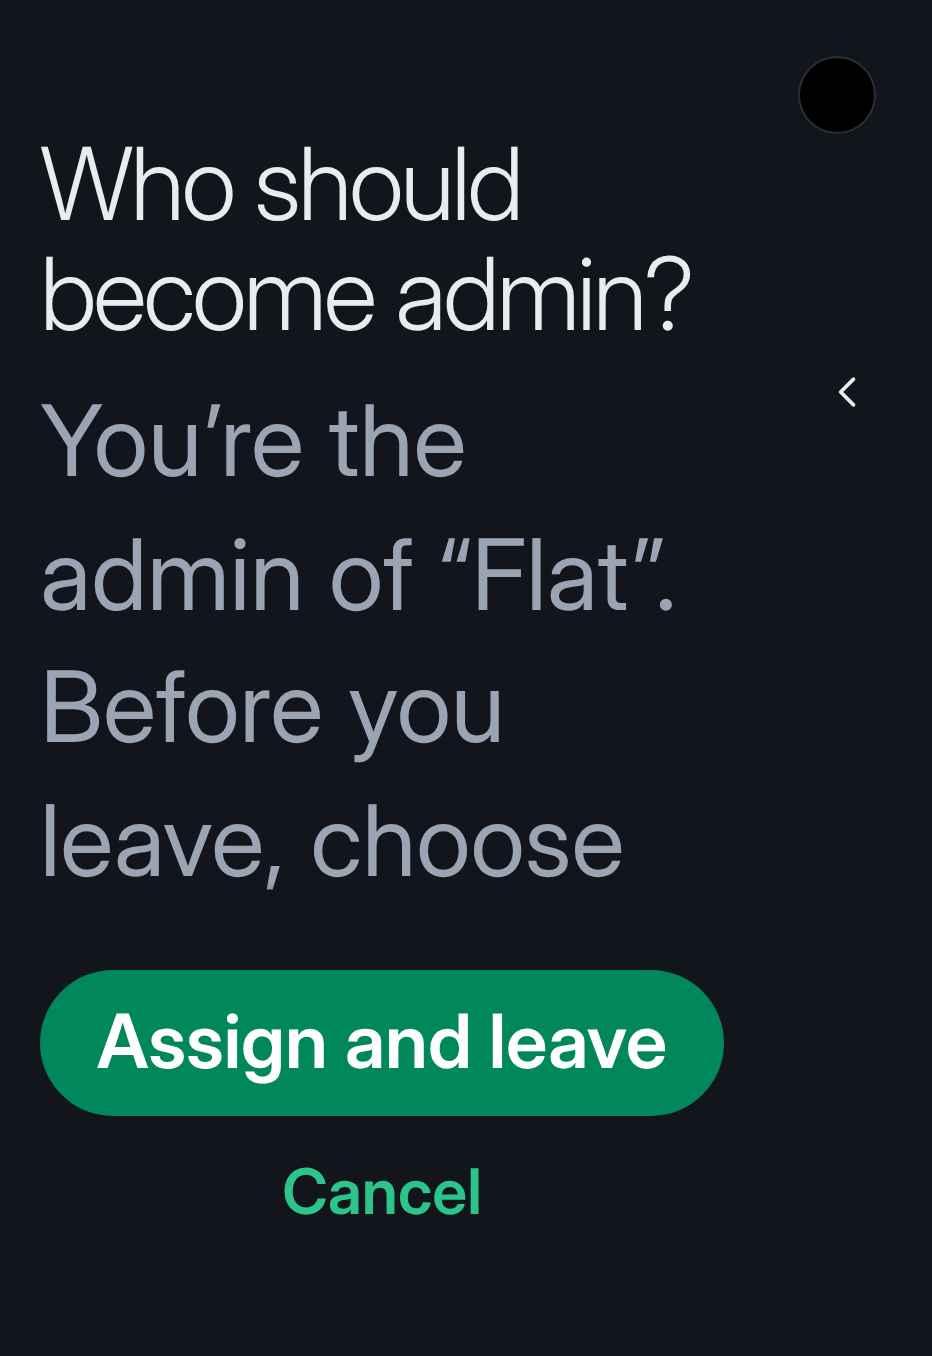 Who should
become admin?
You’re the
admin of “Flat”.
Before you
leave, choose
Assign and leave
Cancel